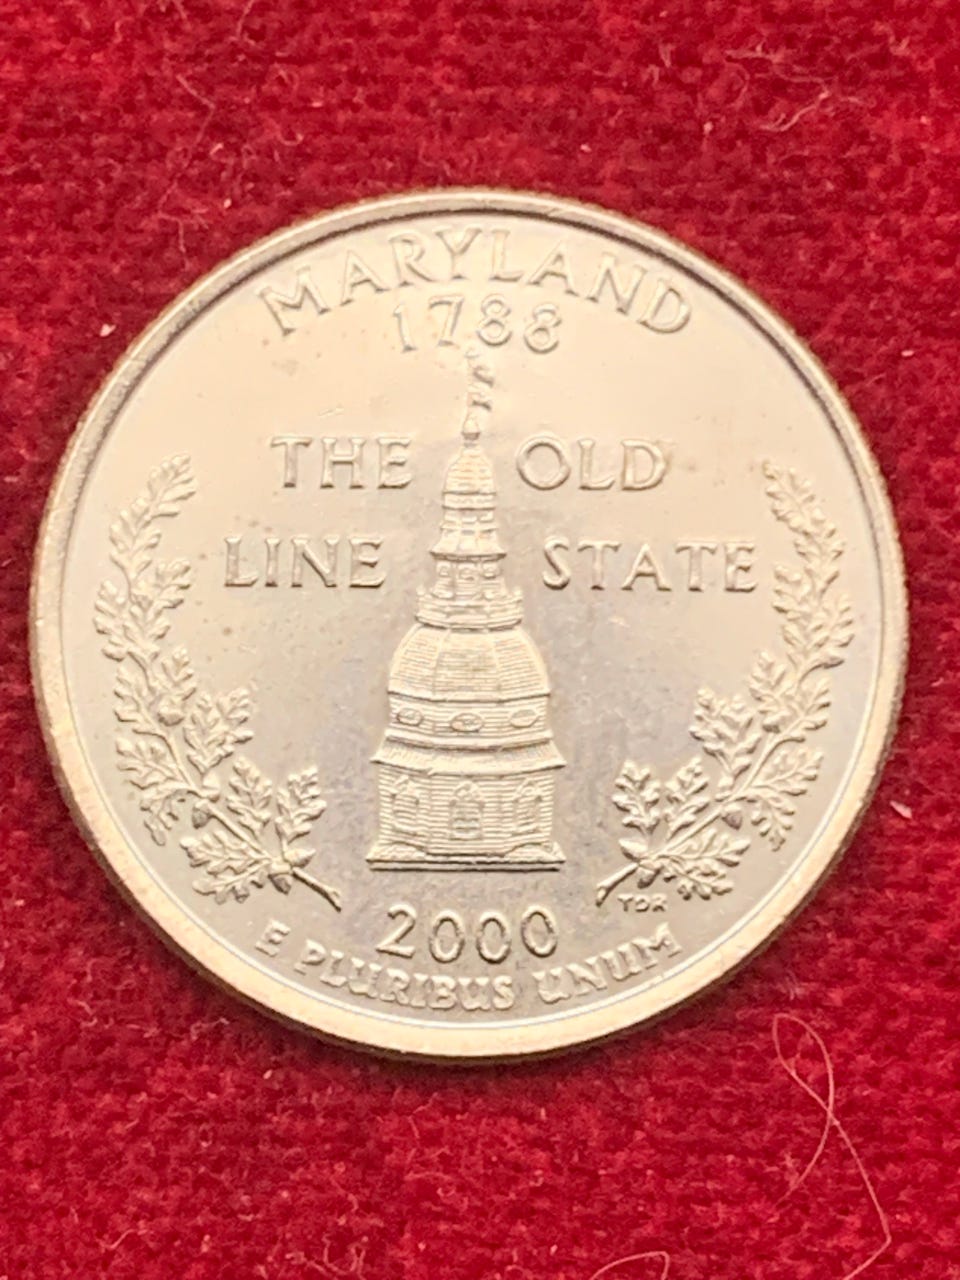 MARYLAND
1788
THE OLD
LINE STATE
TDR
2000
E PLURIBUS UNUM